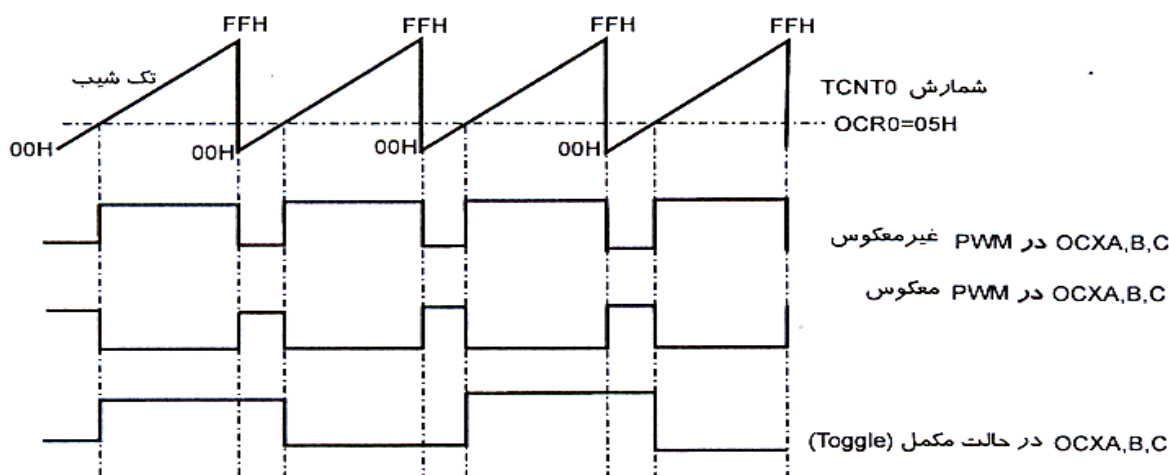 FFH FFH FFH FFH
تک شیب
شمارش TCNT0
OCR0=05H
00H 00H 00H 00H
OCXA,B,C در PWM غیرمعکوس
OCXA,B,C در PWM معکوس
OCXA,B,C در حالت مکمل (Toggle)